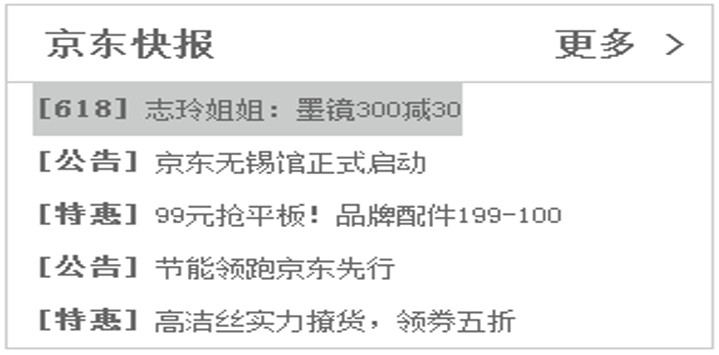 京东快报 更多 >
[618] 志玲姐姐：墨镜300减30
[公告] 京东无锡馆正式启动
[特惠] 99元抢平板！品牌配件199-100
[公告] 节能领跑京东先行
[特惠] 高洁丝实力撩货，领券五折